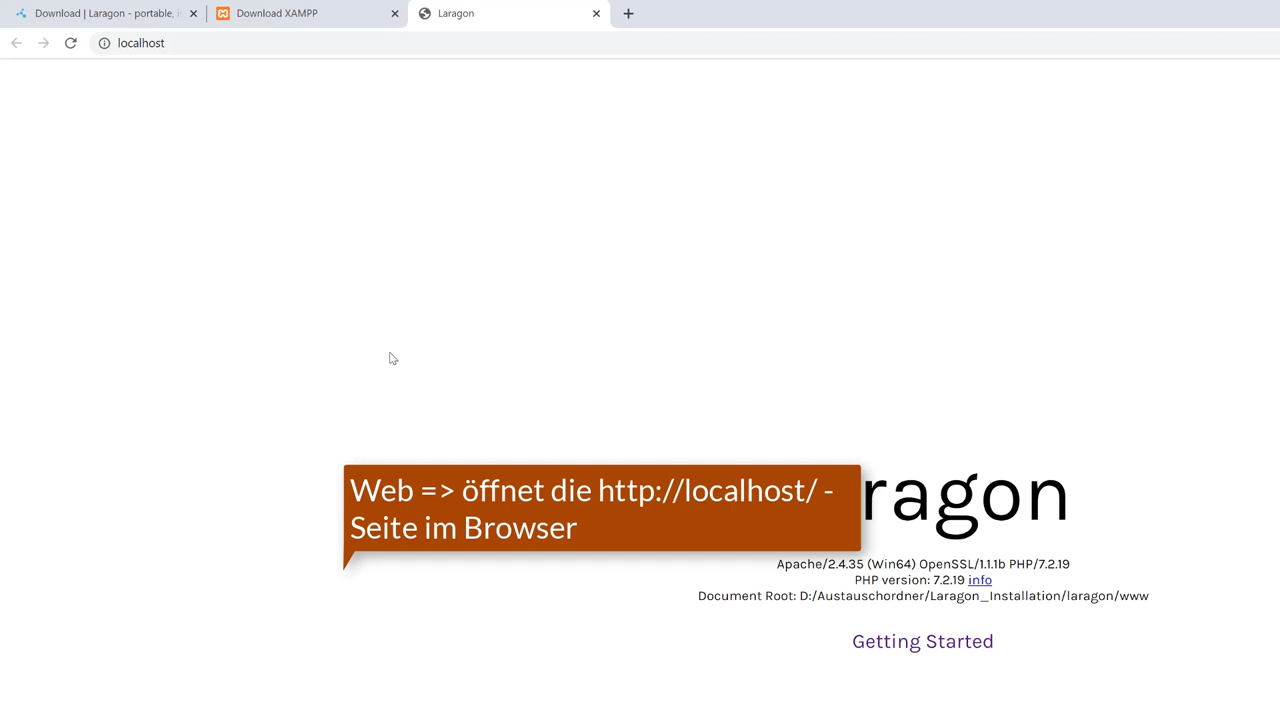 Download | Laragon - portable, i
Download XAMPP
Laragon
localhost
Web => öffnet die http://localhost/ -
Seite im Browser
ragon
Apache/2.4.35 (Win64) OpenSSL/1.1.1b PHP/7.2.19
PHP version: 7.2.19 info
Document Root: D:/Austauschordner/Laragon_Installation/laragon/www
Getting Started